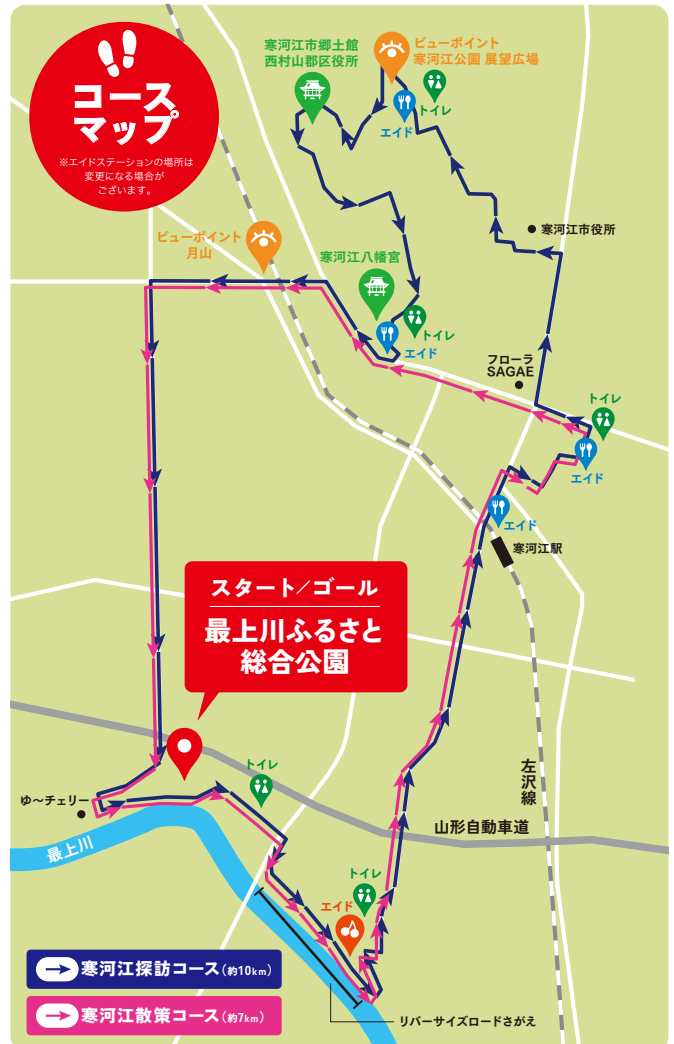 コース
マップ
※エイドステーションの場所は
変更になる場合が
ございます。
寒河江市郷土館
西村山郡区役所
ビューポイント
寒河江公園 展望広場
トイレ
エイド
寒河江市役所
ビューポイント
月山
寒河江八幡宮
トイレ
エイド
フローラ
SAGAE
トイレ
エイド
エイド
寒河江駅
スタート/ゴール
最上川ふるさと
総合公園
トイレ
ゆ〜チェリー
最上川
左沢線
山形自動車道
トイレ
エイド
寒河江探訪コース(約10km)
寒河江散策コース(約7km)
リバーサイズロードさがえ